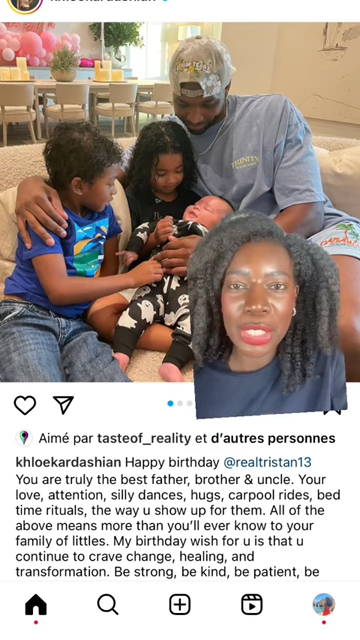 khloekardashian
TRINITY
Aimé par tasteof_reality et d'autres personnes
khloekardashian Happy birthday @realtristan13
You are truly the best father, brother & uncle. Your
love, attention, silly dances, hugs, carpool rides, bed
time rituals, the way u show up for them. All of the
above means more than you'll ever know to your
family of littles. My birthday wish for u is that u
continue to crave change, healing, and
transformation. Be strong, be kind, be patient, be